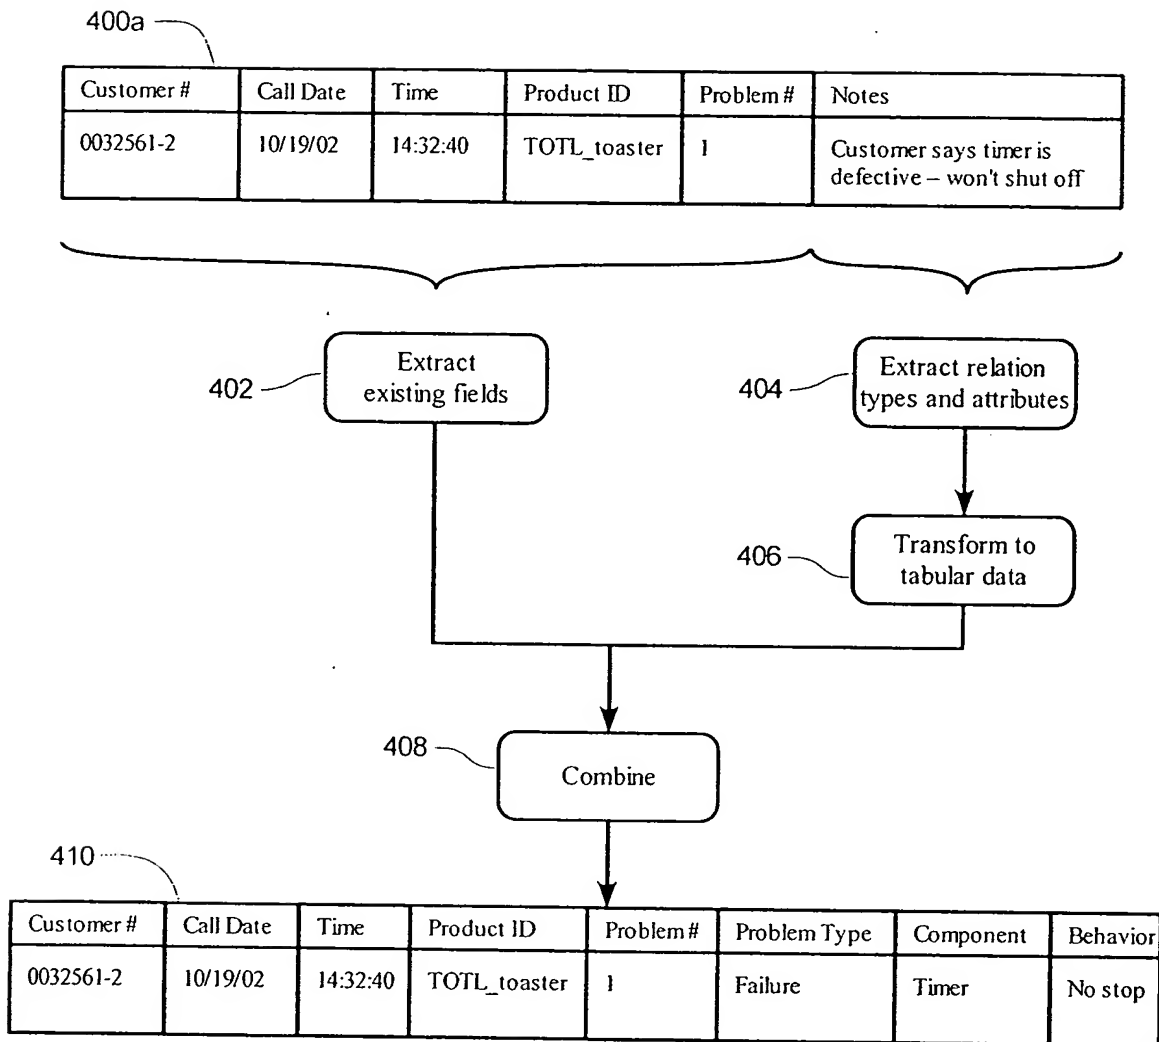 400a
Customer # Call Date Time Product ID Problem # Notes
0032561-2 10/19/02 14:32:40 TOTL_toaster 1 Customer says timer is
defective – won't shut off
402
Extract
existing fields
404
Extract relation
types and attributes
406
Transform to
tabular data
408
Combine
410
Customer # Call Date Time Product ID Problem # Problem Type Component Behavior
0032561-2 10/19/02 14:32:40 TOTL_toaster 1 Failure Timer No stop